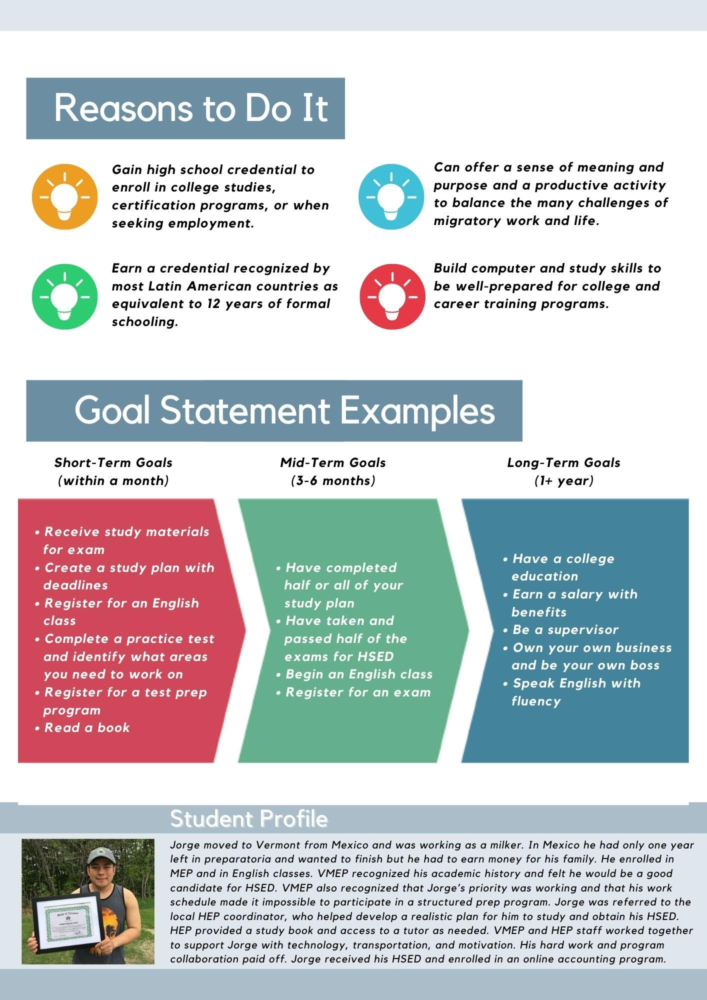 Reasons to Do It
Gain high school credential to
enroll in college studies,
certification programs, or when
seeking employment.
Can offer a sense of meaning and
purpose and a productive activity
to balance the many challenges of
migratory work and life.
Earn a credential recognized by
most Latin American countries as
equivalent to 12 years of formal
schooling.
Build computer and study skills to
be well-prepared for college and
career training programs.
Goal Statement Examples
Short-Term Goals
(within a month)
• Receive study materials
for exam
• Create a study plan with
deadlines
• Register for an English
class
• Complete a practice test
and identify what areas
you need to work on
• Register for a test prep
program
• Read a book
Mid-Term Goals
(3-6 months)
• Have completed
half or all of your
study plan
• Have taken and
passed half of the
exams for HSED
• Begin an English class
• Register for an exam
Long-Term Goals
(1+ year)
• Have a college
education
• Earn a salary with
benefits
• Be a supervisor
• Own your own business
and be your own boss
• Speak English with
fluency
Student Profile
State of Vermont
Jorge moved to Vermont from Mexico and was working as a milker. In Mexico he had only one year
left in preparatoria and wanted to finish but he had to earn money for his family. He enrolled in
MEP and in English classes. VMEP recognized his academic history and felt he would be a good
candidate for HSED. VMEP also recognized that Jorge's priority was working and that his work
schedule made it impossible to participate in a structured prep program. Jorge was referred to the
local HEP coordinator, who helped develop a realistic plan for him to study and obtain his HSED.
HEP provided a study book and access to a tutor as needed. VMEP and HEP staff worked together
to support Jorge with technology, transportation, and motivation. His hard work and program
collaboration paid off. Jorge received his HSED and enrolled in an online accounting program.